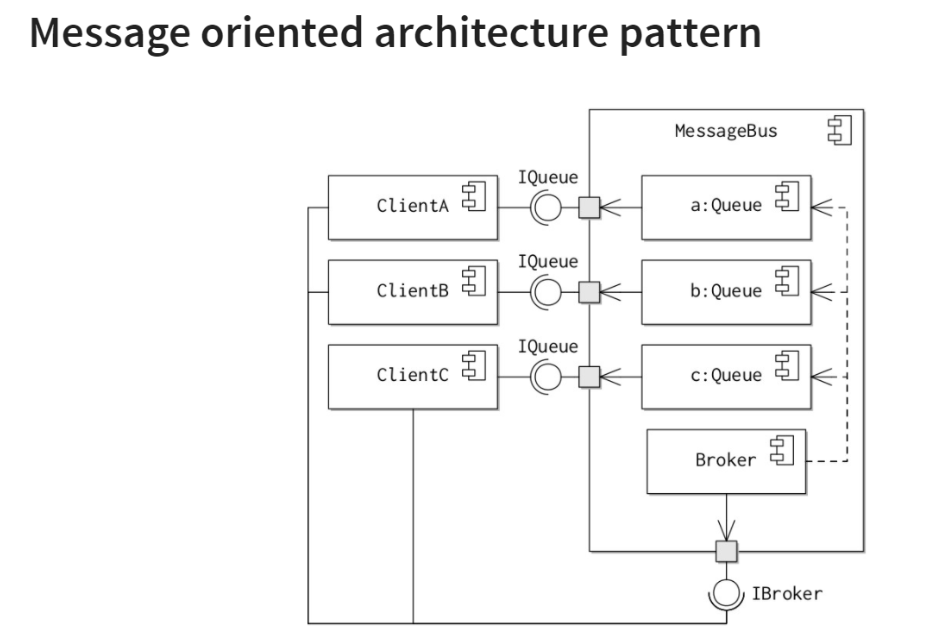 Message oriented architecture pattern
MessageBus
IQueue
ClientA
a:Queue
IQueue
ClientB
b:Queue
IQueue
ClientC
c:Queue
Broker
IBroker